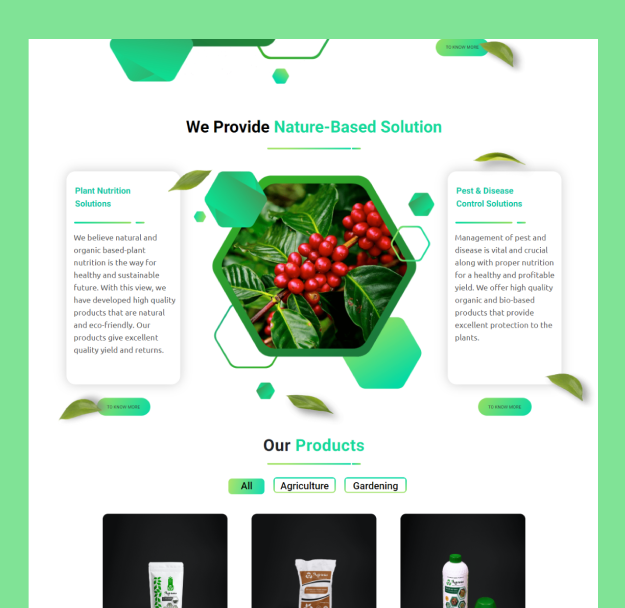 TO KNOW MORE
We Provide Nature-Based Solution
Plant Nutrition
Solutions
We believe natural and
organic based-plant
nutrition is the way for
healthy and sustainable
future. With this view, we
have developed high quality
products that are natural
and eco-friendly. Our
products give excellent
quality yield and returns.
TO KNOW MORE
Pest & Disease
Control Solutions
Management of pest and
disease is vital and crucial
along with proper nutrition
for a healthy and profitable
yield. We offer high quality
organic and bio-based
products that provide
excellent protection to the
plants.
TO KNOW MORE
Our Products
All
Agriculture
Gardening